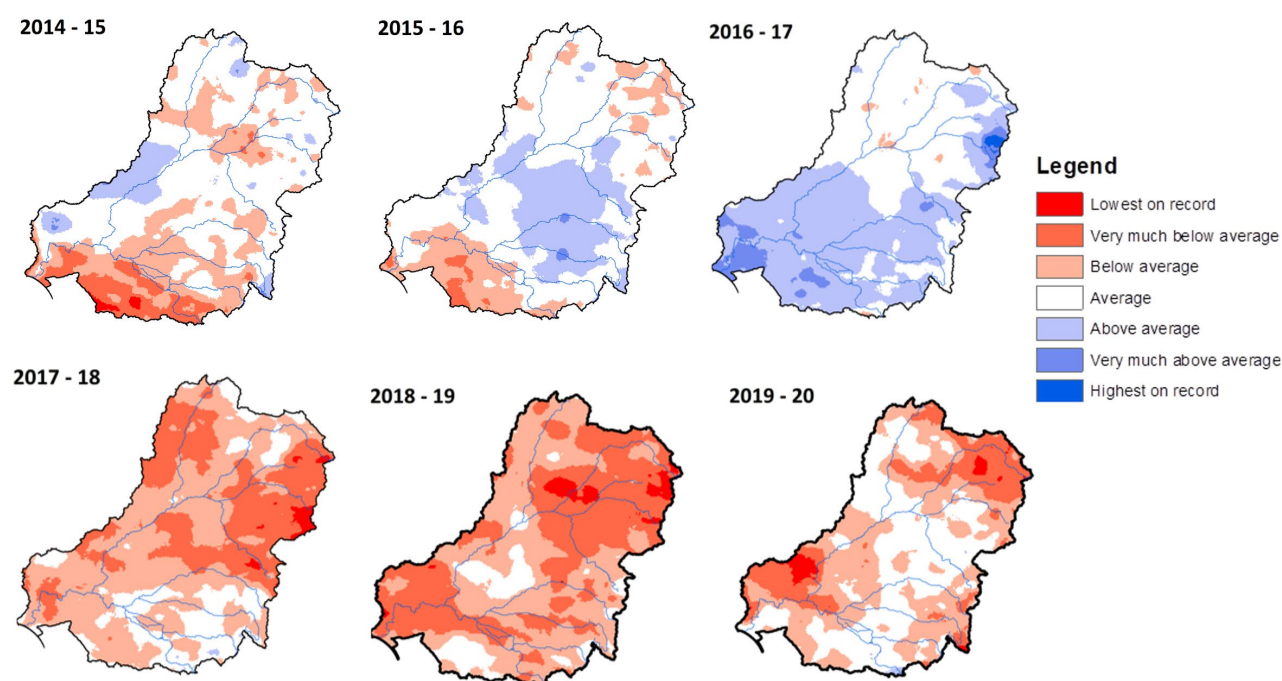 2014 - 15
2015 - 16
2016 - 17
Legend
Lowest on record
Very much below average
Below average
Average
Above average
Very much above average
Highest on record
2017 - 18
2018 - 19
2019 - 20